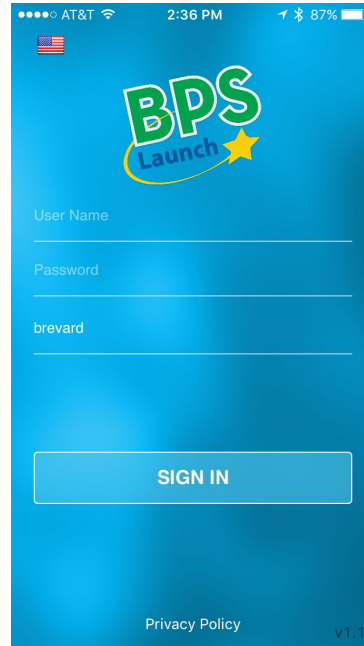 AT&T 2:36 PM 87%
BPS
Launch
User Name
Password
brevard
SIGN IN
Privacy Policy
v1.1